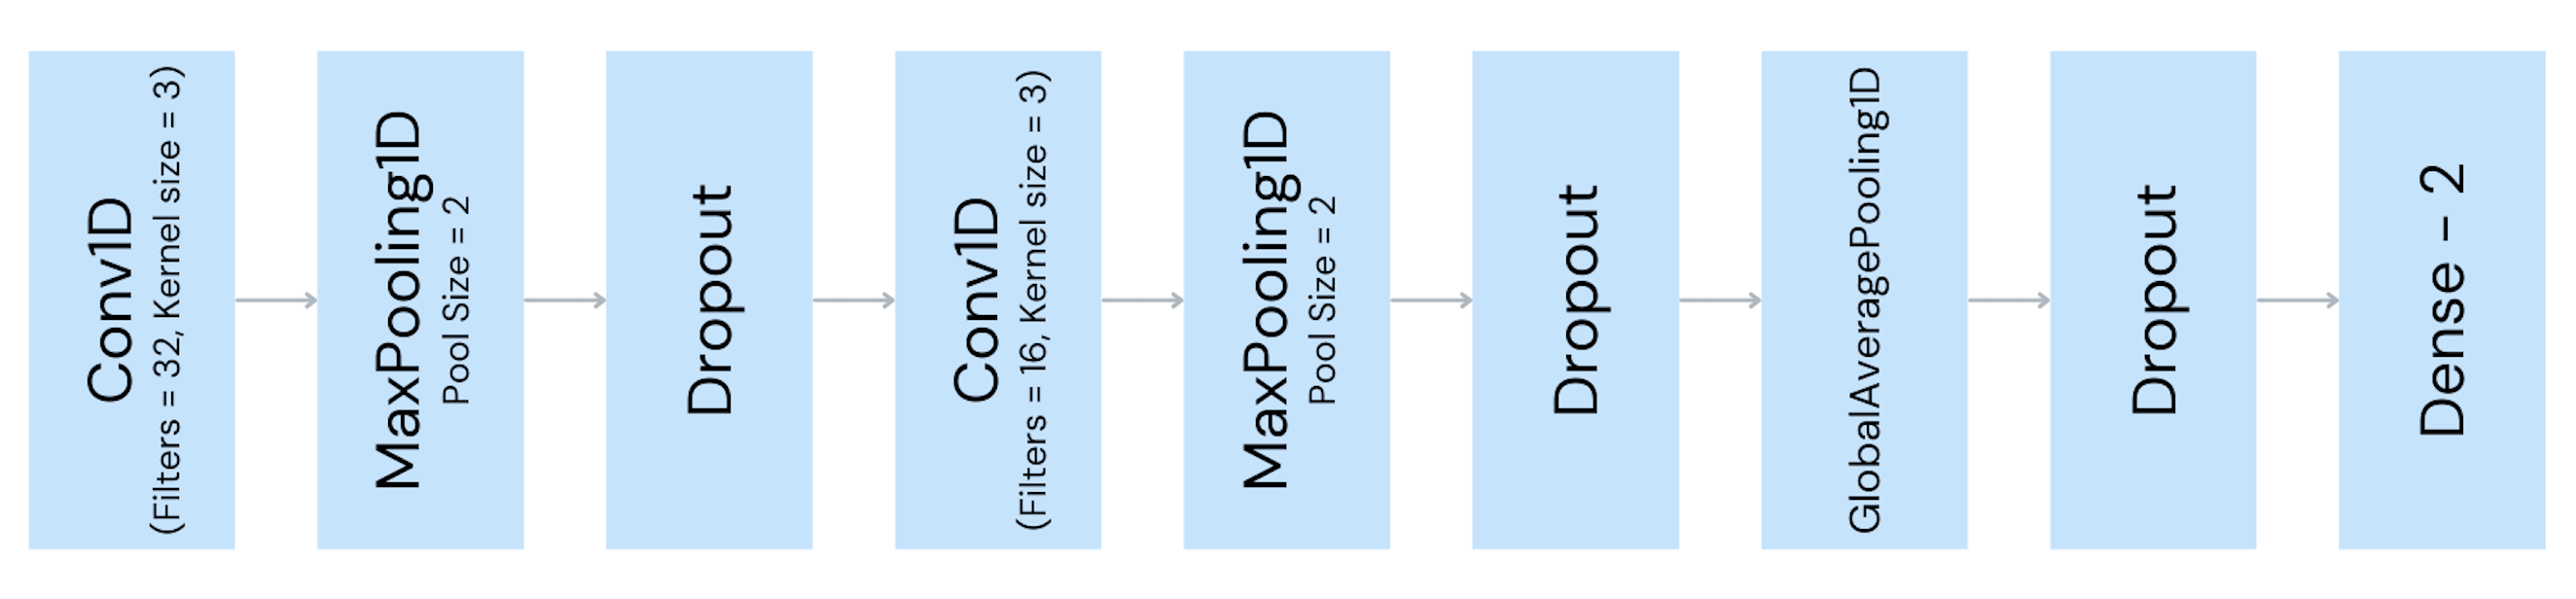 Conv1D
(Filters = 32, Kernel size = 3)
MaxPooling1D
Pool Size = 2
Dropout
Conv1D
(Filters = 16, Kernel size = 3)
MaxPooling1D
Pool Size = 2
Dropout
GlobalAveragePooling1D
Dropout
Dense – 2